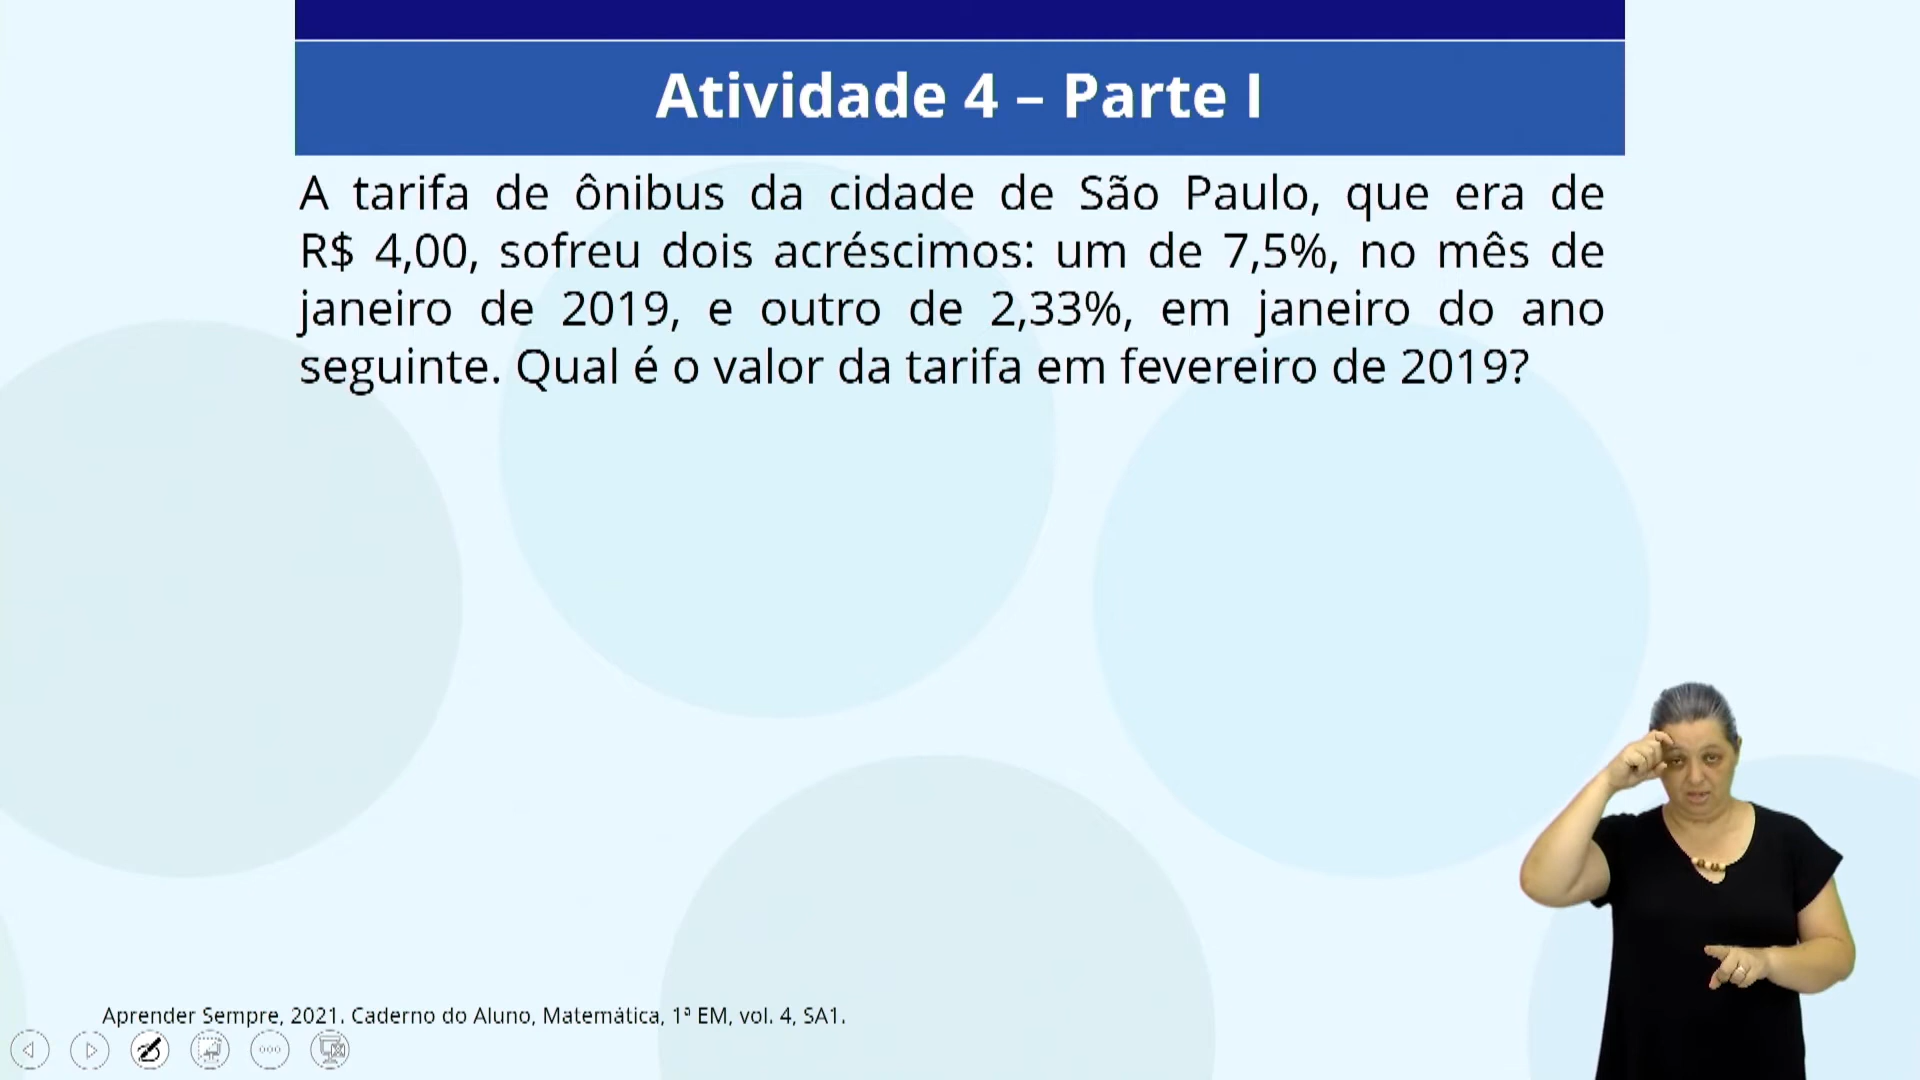 Atividade 4 – Parte I
A tarifa de ônibus da cidade de São Paulo, que era de
R$ 4,00, sofreu dois acréscimos: um de 7,5%, no mês de
janeiro de 2019, e outro de 2,33%, em janeiro do ano
seguinte. Qual é o valor da tarifa em fevereiro de 2019?
Aprender Sempre, 2021. Caderno do Aluno, Matemática, 1ª EM, vol. 4, SA1.